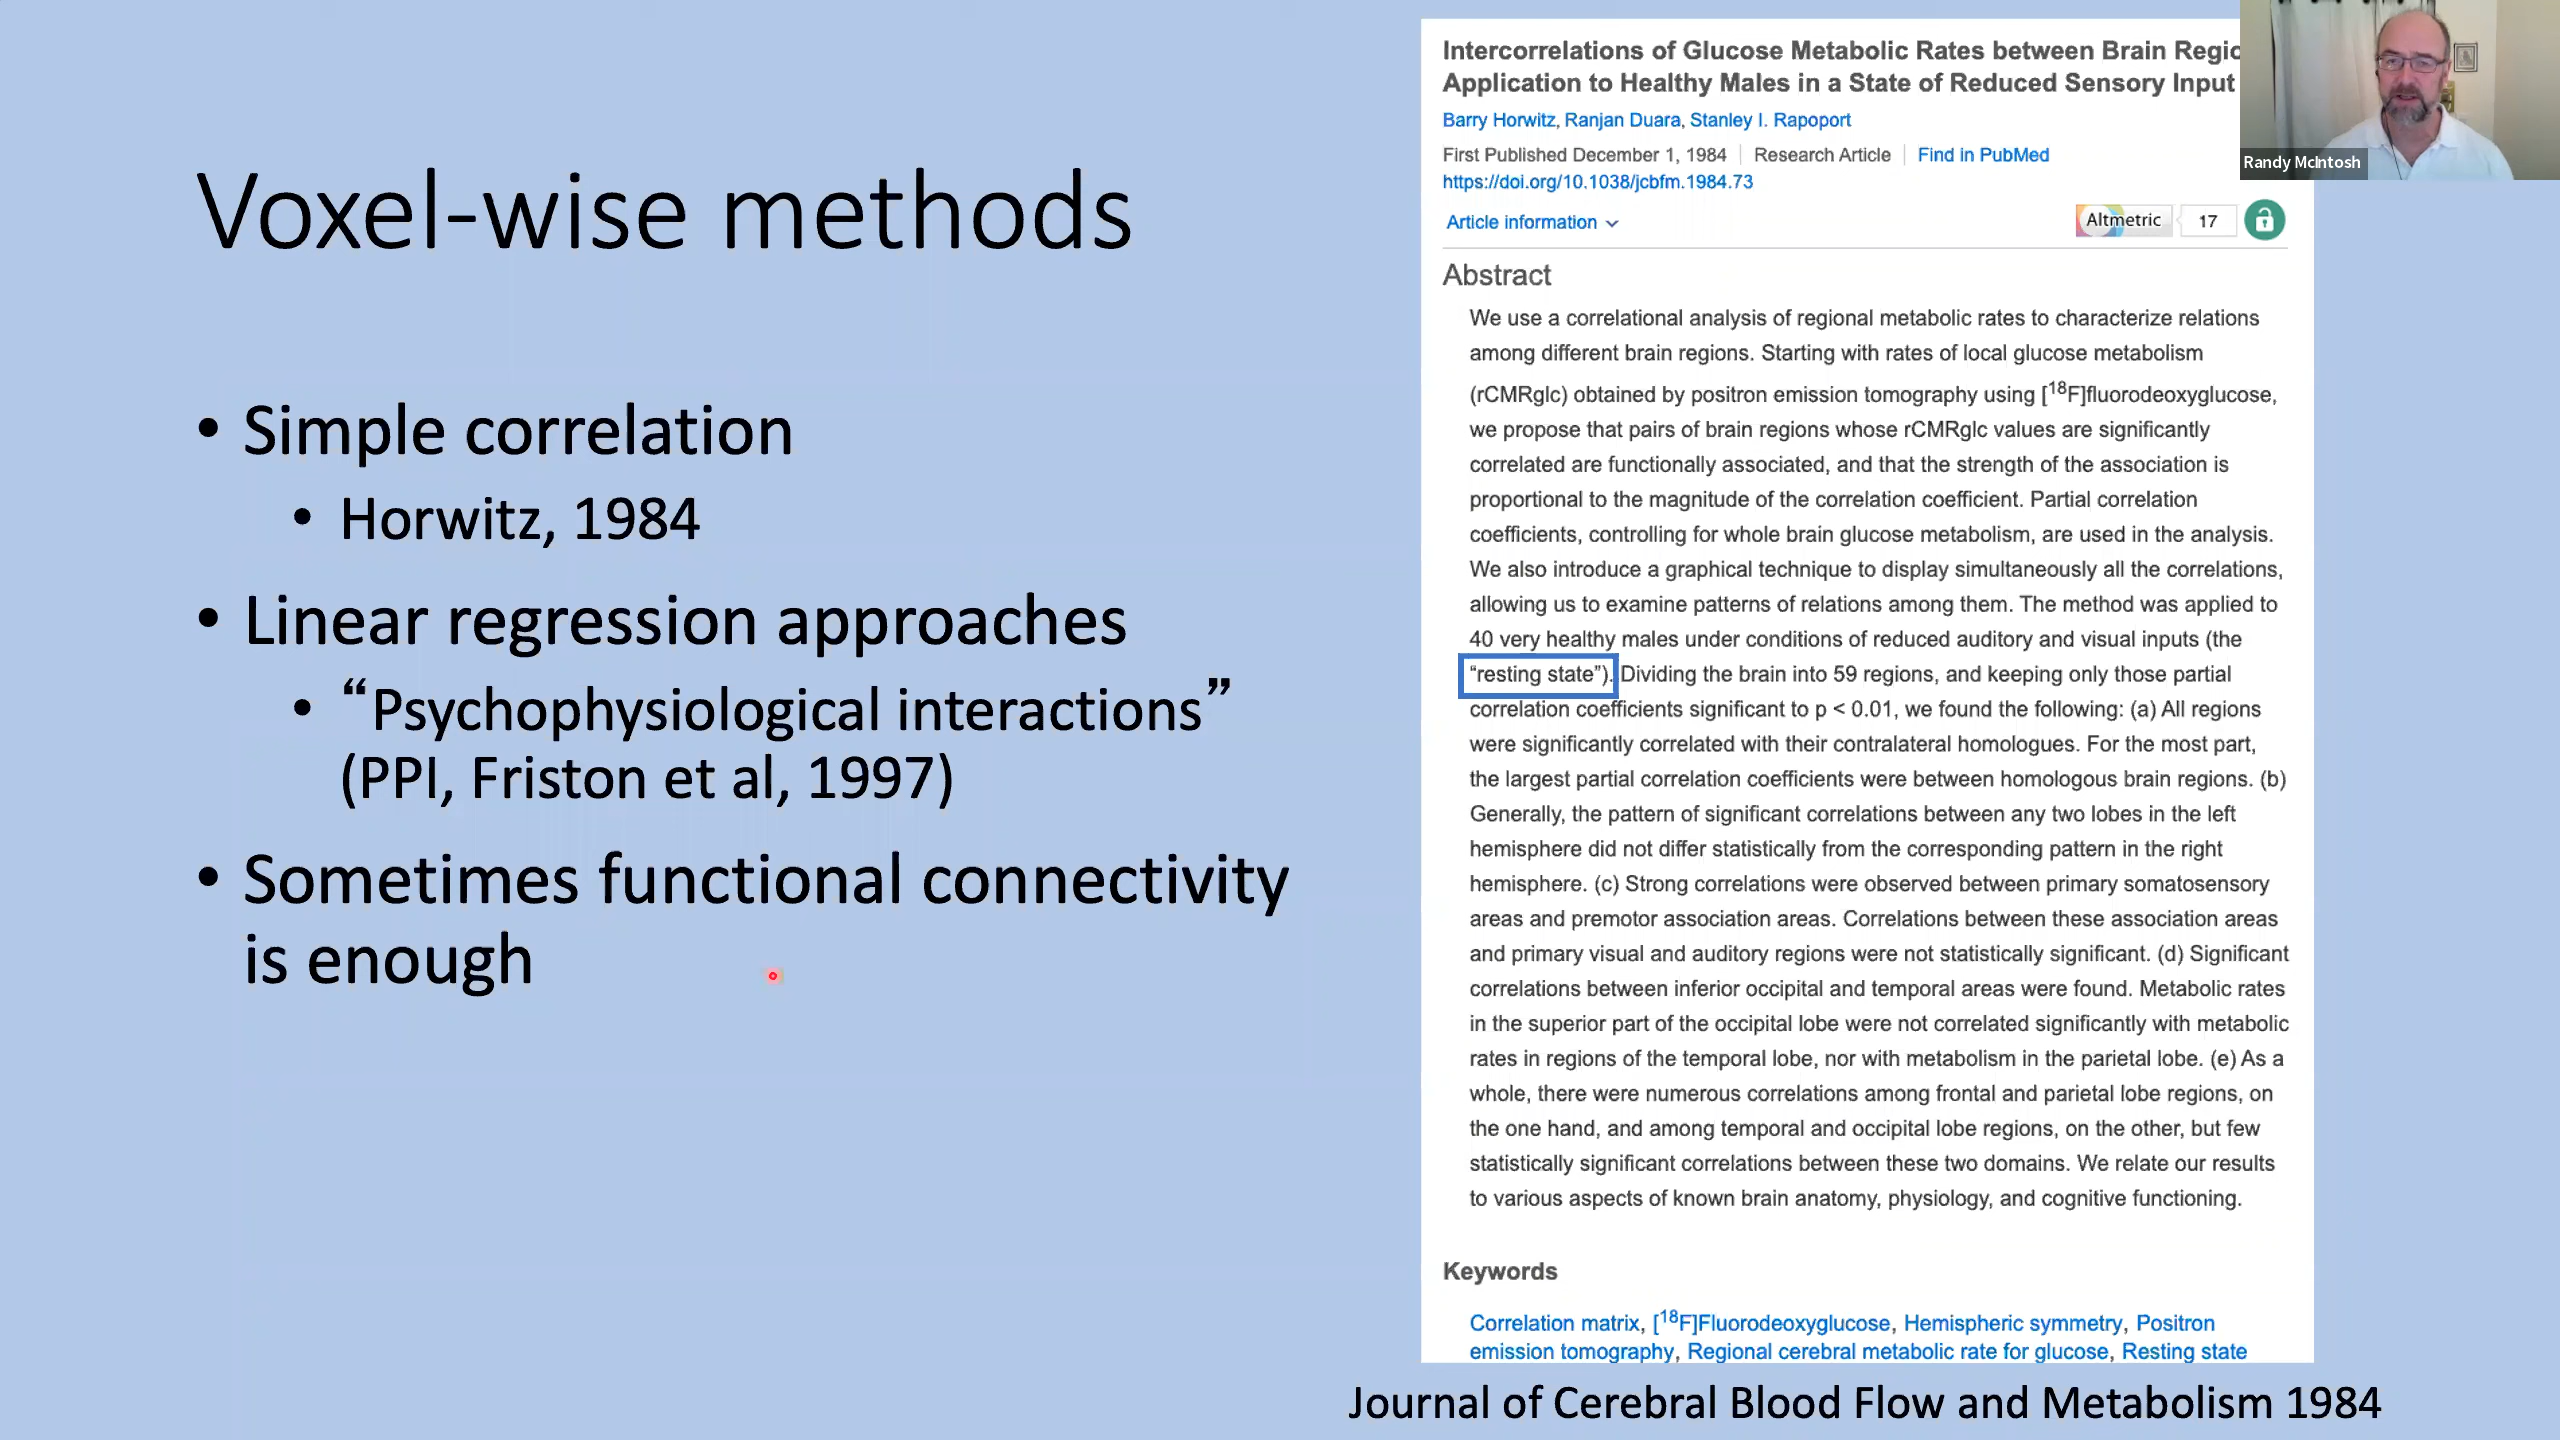 Voxel-wise methods
• Simple correlation
• Horwitz, 1984
• Linear regression approaches
• “Psychophysiological interactions”
(PPI, Friston et al, 1997)
• Sometimes functional connectivity
is enough
Intercorrelations of Glucose Metabolic Rates between Brain Regio
Application to Healthy Males in a State of Reduced Sensory Input
Barry Horwitz, Ranjan Duara, Stanley I. Rapoport
First Published December 1, 1984 | Research Article | Find in PubMed
https://doi.org/10.1038/jcbfm.1984.73
Article information
Altmetric 17
Abstract
We use a correlational analysis of regional metabolic rates to characterize relations
among different brain regions. Starting with rates of local glucose metabolism
(rCMRglc) obtained by positron emission tomography using [18F]fluorodeoxyglucose,
we propose that pairs of brain regions whose rCMRglc values are significantly
correlated are functionally associated, and that the strength of the association is
proportional to the magnitude of the correlation coefficient. Partial correlation
coefficients, controlling for whole brain glucose metabolism, are used in the analysis.
We also introduce a graphical technique to display simultaneously all the correlations,
allowing us to examine patterns of relations among them. The method was applied to
40 very healthy males under conditions of reduced auditory and visual inputs (the
“resting state”). Dividing the brain into 59 regions, and keeping only those partial
correlation coefficients significant to p < 0.01, we found the following: (a) All regions
were significantly correlated with their contralateral homologues. For the most part,
the largest partial correlation coefficients were between homologous brain regions. (b)
Generally, the pattern of significant correlations between any two lobes in the left
hemisphere did not differ statistically from the corresponding pattern in the right
hemisphere. (c) Strong correlations were observed between primary somatosensory
areas and premotor association areas. Correlations between these association areas
and primary visual and auditory regions were not statistically significant. (d) Significant
correlations between inferior occipital and temporal areas were found. Metabolic rates
in the superior part of the occipital lobe were not correlated significantly with metabolic
rates in regions of the temporal lobe, nor with metabolism in the parietal lobe. (e) As a
whole, there were numerous correlations among frontal and parietal lobe regions, on
the one hand, and among temporal and occipital lobe regions, on the other, but few
statistically significant correlations between these two domains. We relate our results
to various aspects of known brain anatomy, physiology, and cognitive functioning.
Keywords
Correlation matrix, [18F]Fluorodeoxyglucose, Hemispheric symmetry, Positron
emission tomography, Regional cerebral metabolic rate for glucose, Resting state
Journal of Cerebral Blood Flow and Metabolism 1984
Randy McIntosh